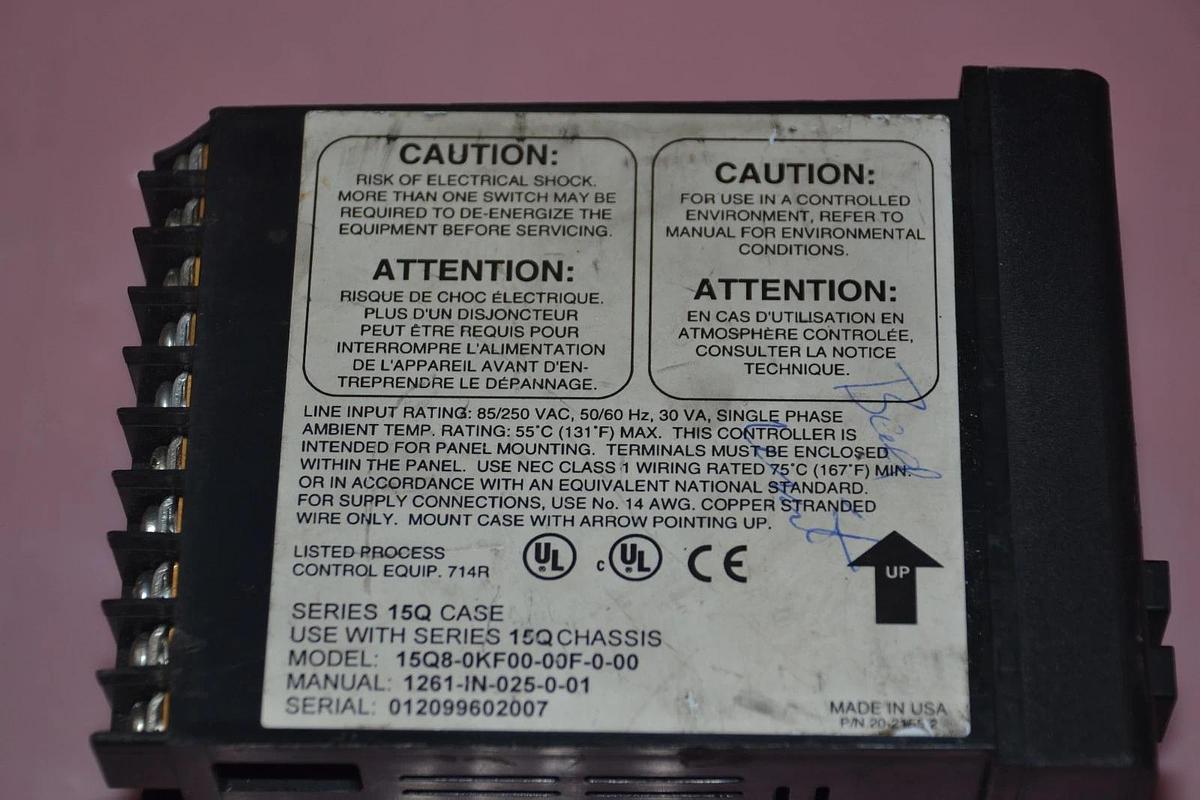 CAUTION:
RISK OF ELECTRICAL SHOCK.
MORE THAN ONE SWITCH MAY BE
REQUIRED TO DE-ENERGIZE THE
EQUIPMENT BEFORE SERVICING.
ATTENTION:
RISQUE DE CHOC ÉLECTRIQUE.
PLUS D'UN DISJONCTEUR
PEUT ÊTRE REQUIS POUR
INTERROMPRE L'ALIMENTATION
DE L'APPAREIL AVANT D'EN-
TREPRENDRE LE DÉPANNAGE.
CAUTION:
FOR USE IN A CONTROLLED
ENVIRONMENT, REFER TO
MANUAL FOR ENVIRONMENTAL
CONDITIONS.
ATTENTION:
EN CAS D'UTILISATION EN
ATMOSPHÈRE CONTROLÉE,
CONSULTER LA NOTICE
TECHNIQUE.
LINE INPUT RATING: 85/250 VAC, 50/60 Hz, 30 VA, SINGLE PHASE
AMBIENT TEMP. RATING: 55°C (131°F) MAX. THIS CONTROLLER IS
INTENDED FOR PANEL MOUNTING. TERMINALS MUST BE ENCLOSED
WITHIN THE PANEL. USE NEC CLASS 1 WIRING RATED 75°C (167°F) MIN.
OR IN ACCORDANCE WITH AN EQUIVALENT NATIONAL STANDARD.
FOR SUPPLY CONNECTIONS, USE No. 14 AWG. COPPER STRANDED
WIRE ONLY. MOUNT CASE WITH ARROW POINTING UP.
LISTED PROCESS
CONTROL EQUIP. 714R
UL ® c UL ® CE
UP
SERIES 15Q CASE
USE WITH SERIES 15Q CHASSIS
MODEL: 15Q8-0KF00-00F-0-00
MANUAL: 1261-IN-025-0-01
SERIAL: 012099602007
MADE IN USA
P/N